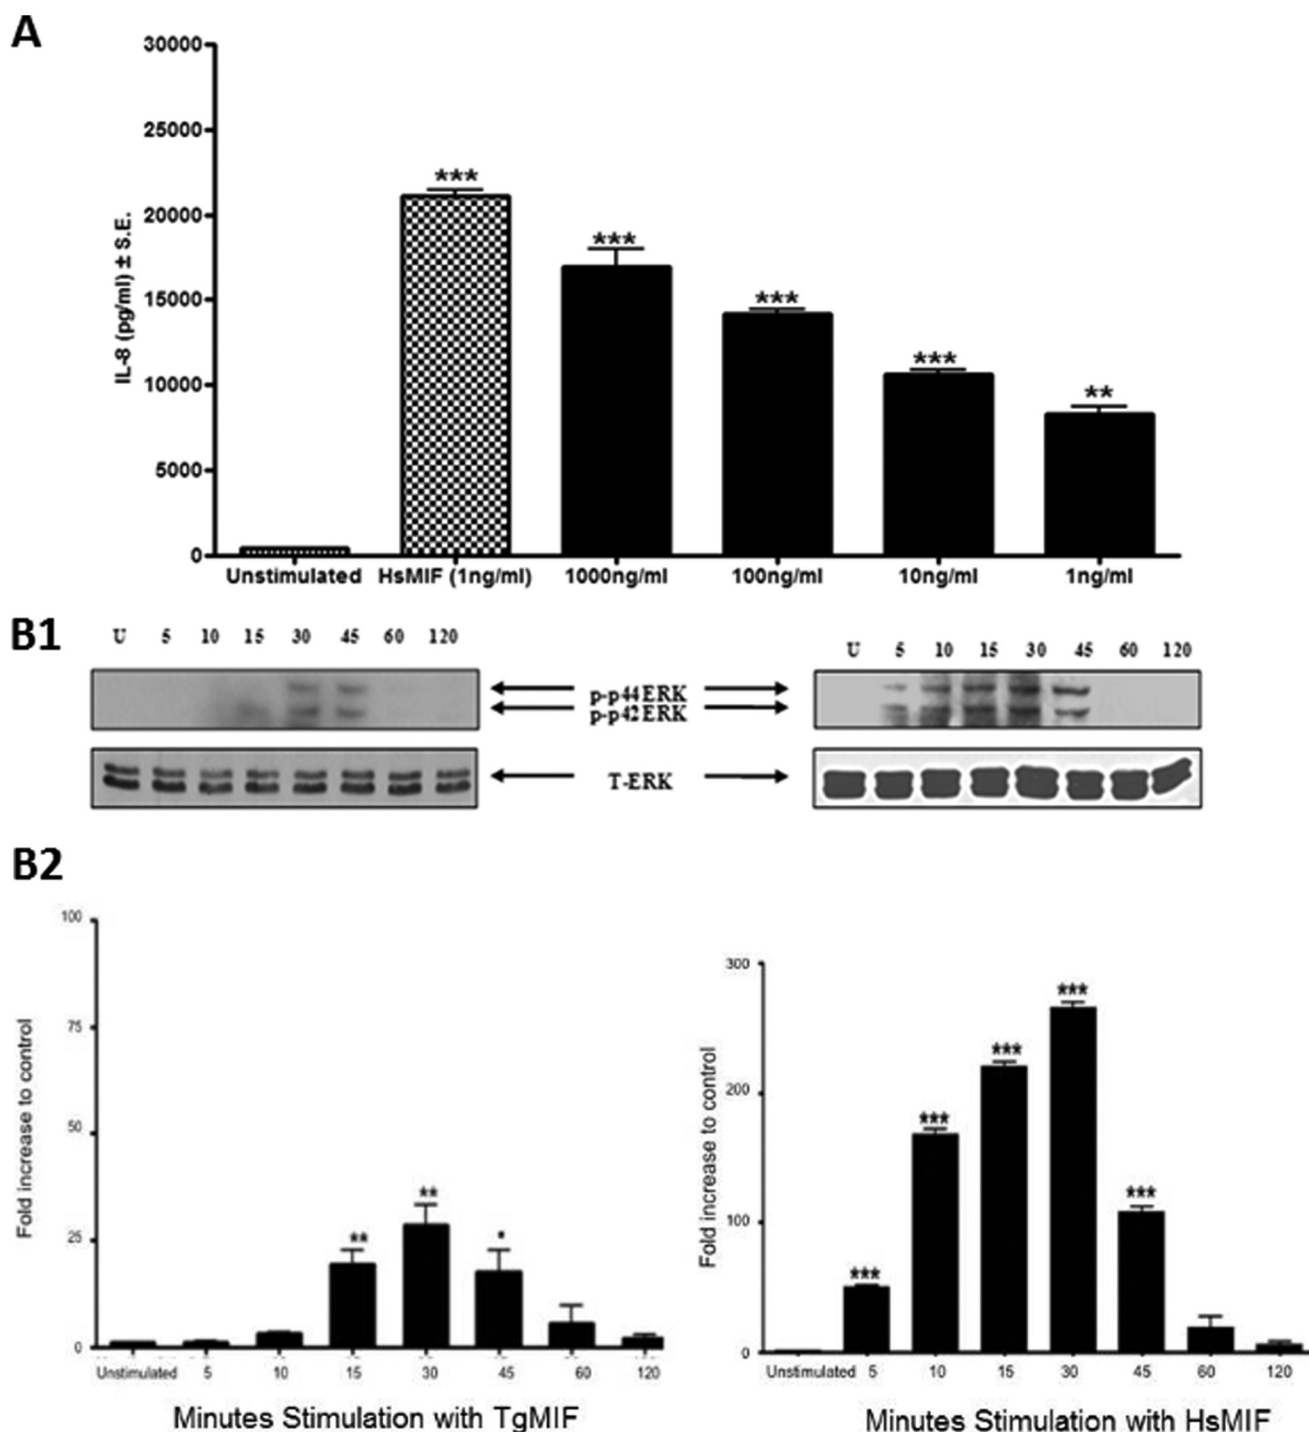 A
30000
25000
20000
15000
10000
5000
0
IL-8 (pg/ml) ± S.E.
***
***
***
***
**
Unstimulated HsMIF (1ng/ml) 1000ng/ml 100ng/ml 10ng/ml 1ng/ml
B1
U 5 10 15 30 45 60 120
U 5 10 15 30 45 60 120
p-p44ERK
p-p42ERK
T-ERK
B2
100
75
50
25
0
Fold increase to control
**
**
*
Unstimulated 5 10 15 30 45 60 120
Minutes Stimulation with TgMIF
300
200
100
0
Fold increase to control
***
***
***
***
***
Unstimulated 5 10 15 30 45 60 120
Minutes Stimulation with HsMIF